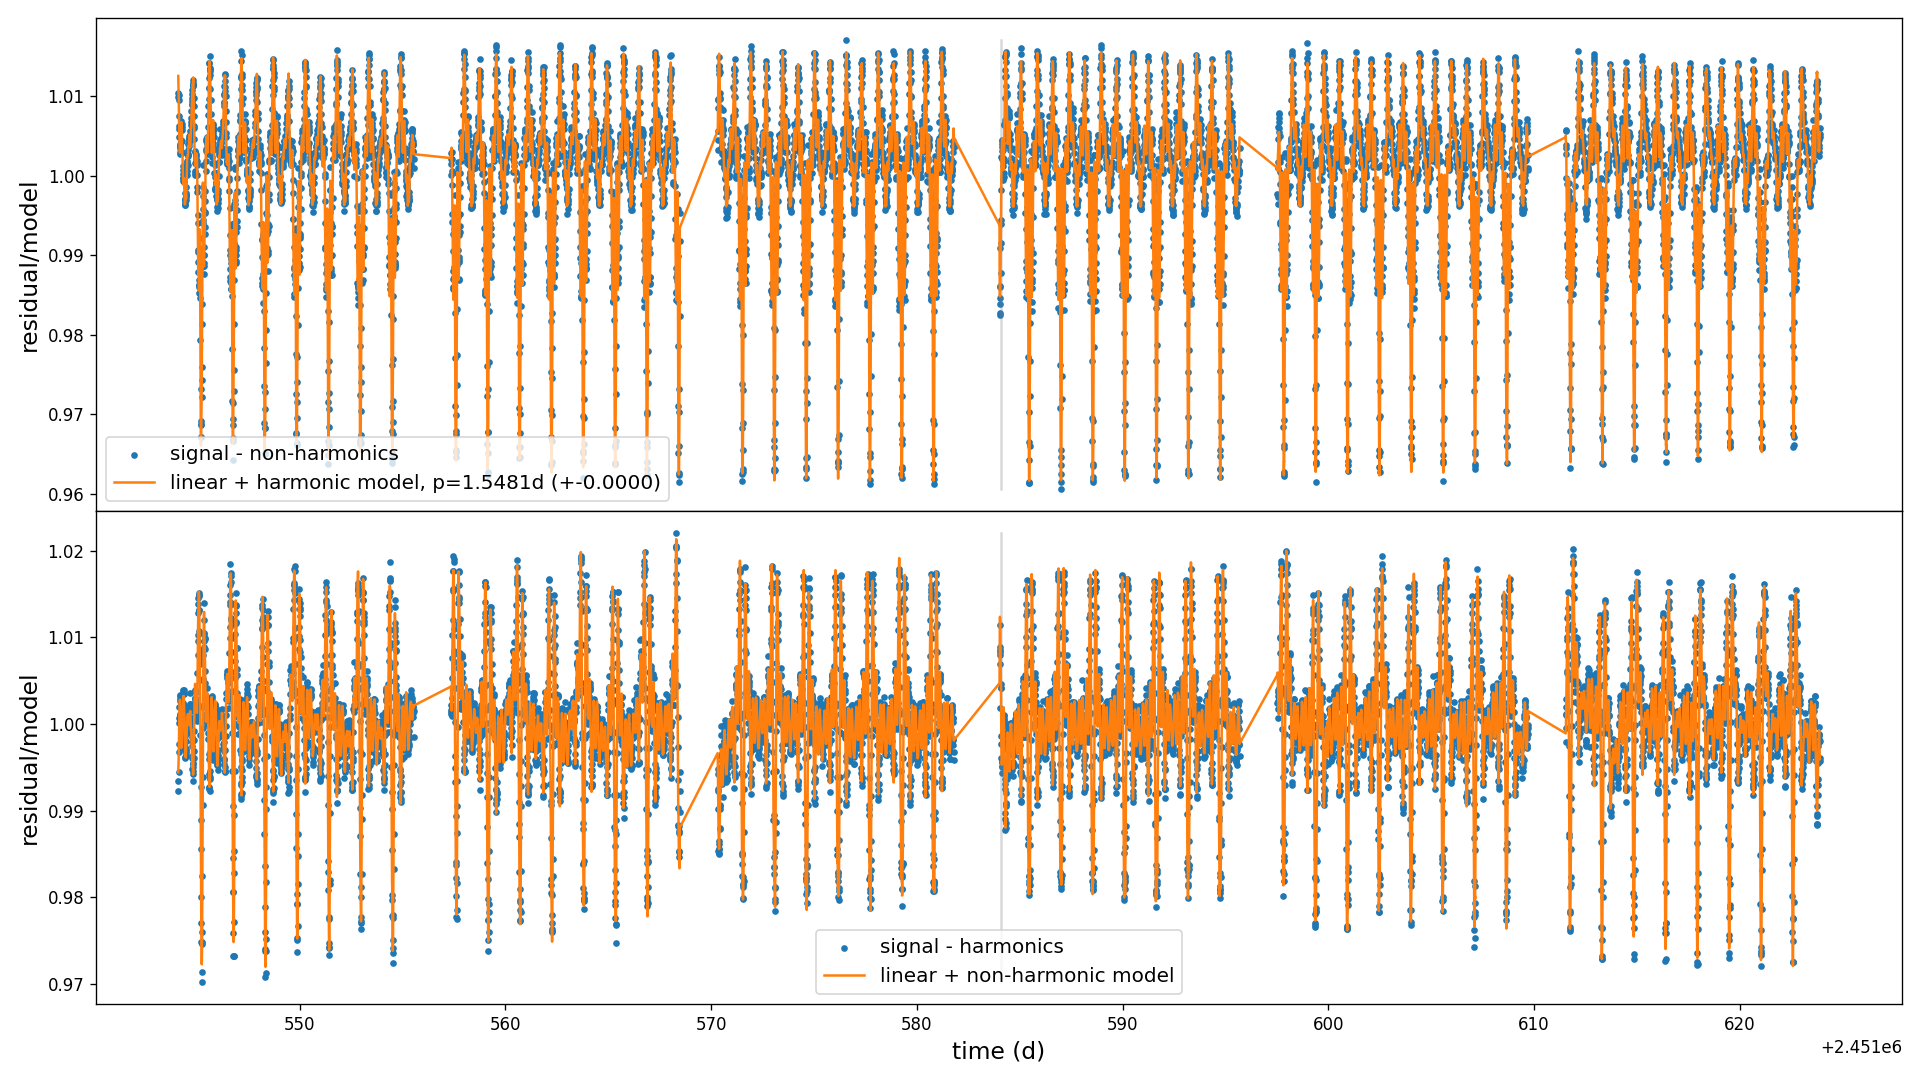 residual/model
1.01
1.00
0.99
0.98
0.97
0.96
signal - non-harmonics
linear + harmonic model, p=1.5481d (+-0.0000)
residual/model
1.02
1.01
1.00
0.99
0.98
0.97
signal - harmonics
linear + non-harmonic model
550
560
570
580
590
600
610
620
time (d)
+2.451e6